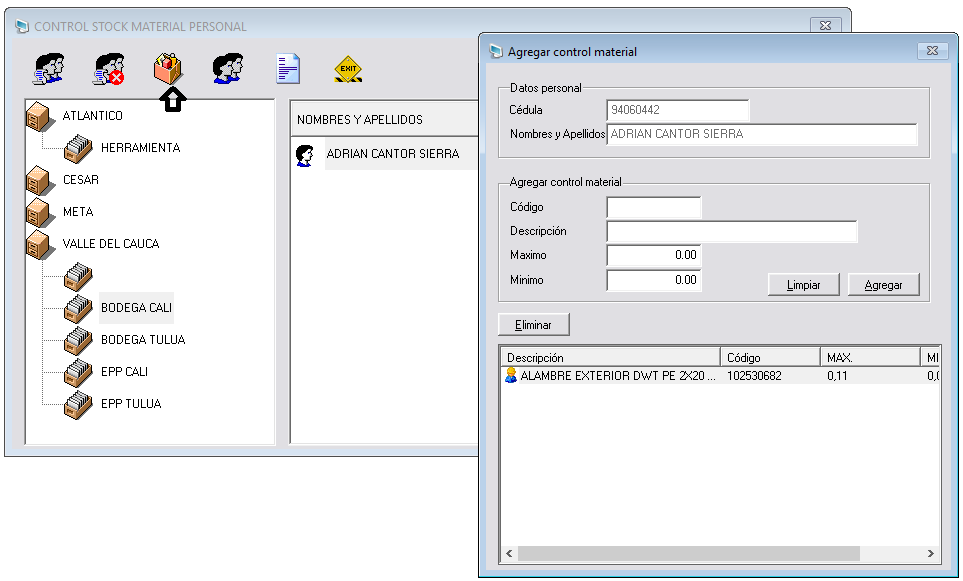 CONTROL STOCK MATERIAL PERSONAL
EXIT
ATLANTICO
HERRAMIENTA
CESAR
META
VALLE DEL CAUCA
BODEGA CALI
BODEGA TULUA
EPP CALI
EPP TULUA
NOMBRES Y APELLIDOS
ADRIAN CANTOR SIERRA
Agregar control material
Datos personal
Cédula 94060442
Nombres y Apellidos ADRIAN CANTOR SIERRA
Agregar control material
Código
Descripción
Maximo 0.00
Minimo 0.00
Limpiar Agregar
Eliminar
Descripción Código MAX. MI
ALAMBRE EXTERIOR DWT PE 2X20 ... 102530682 0,11 0,0